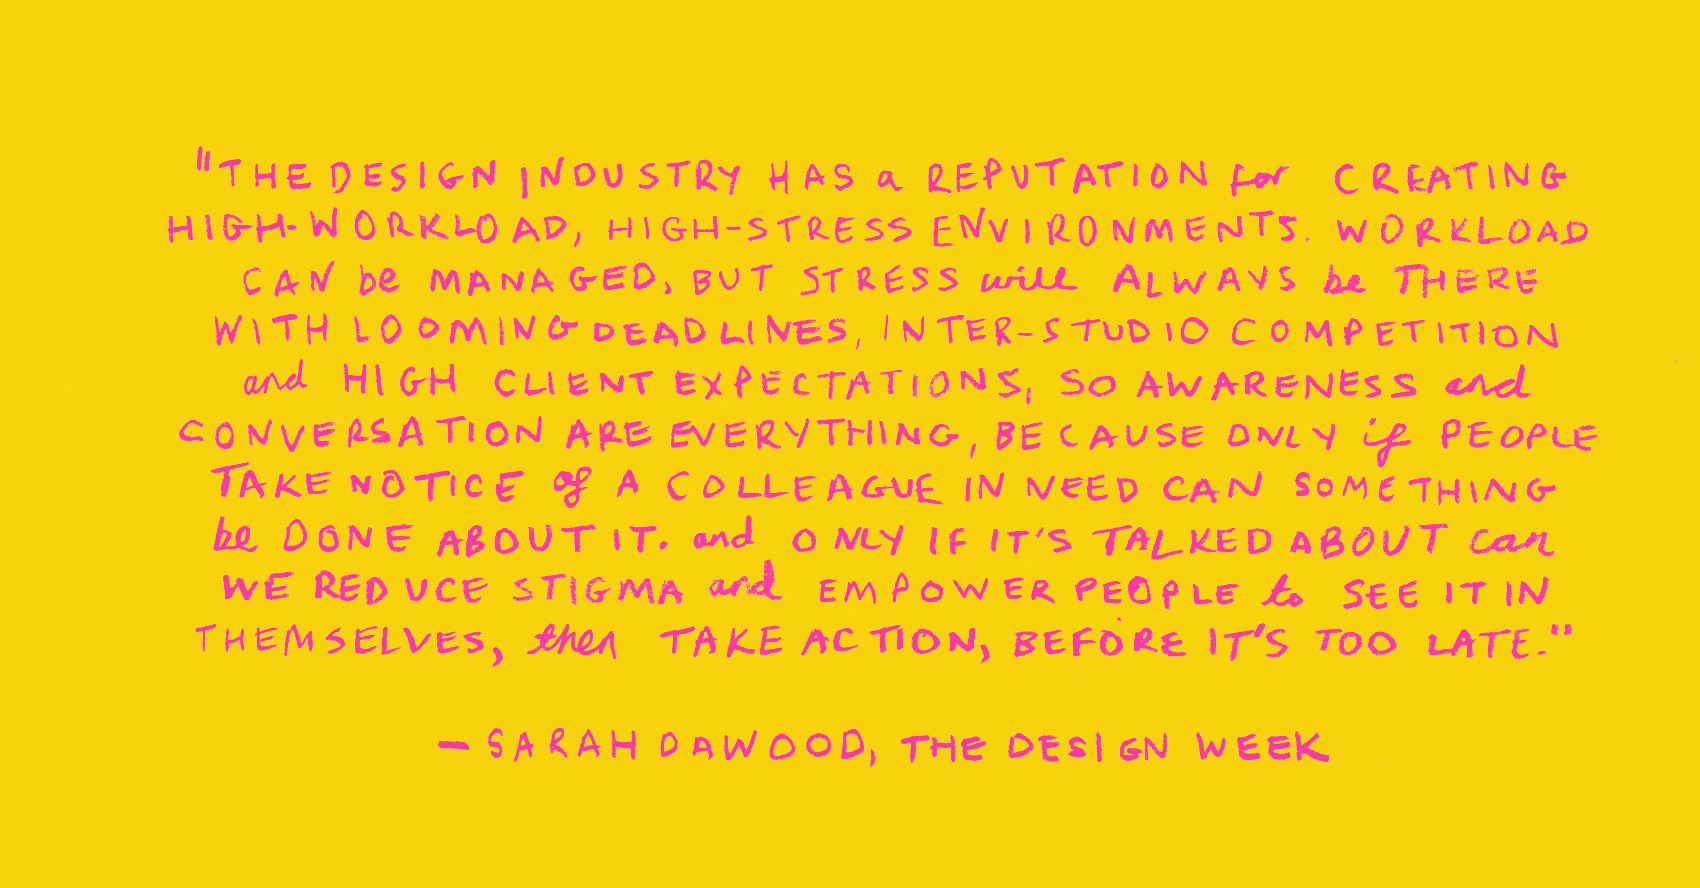 "THE DESIGN INDUSTRY HAS a REPUTATION for CREATING
HIGH-WORKLOAD, HIGH-STRESS ENVIRONMENTS. WORKLOAD
CAN be MANAGED, BUT STRESS will ALWAYS be THERE
WITH LOOMING DEADLINES, INTER-STUDIO COMPETITION
and HIGH CLIENT EXPECTATIONS, SO AWARENESS and
CONVERSATION ARE EVERYTHING, BECAUSE ONLY if PEOPLE
TAKE NOTICE of A COLLEAGUE IN NEED CAN SOMETHING
be DONE ABOUT IT. and ONLY IF IT'S TALKED ABOUT can
WE REDUCE STIGMA and EMPOWER PEOPLE to SEE IT IN
THEMSELVES, then TAKE ACTION, BEFORE IT'S TOO LATE."
- SARAH DAWOOD, THE DESIGN WEEK